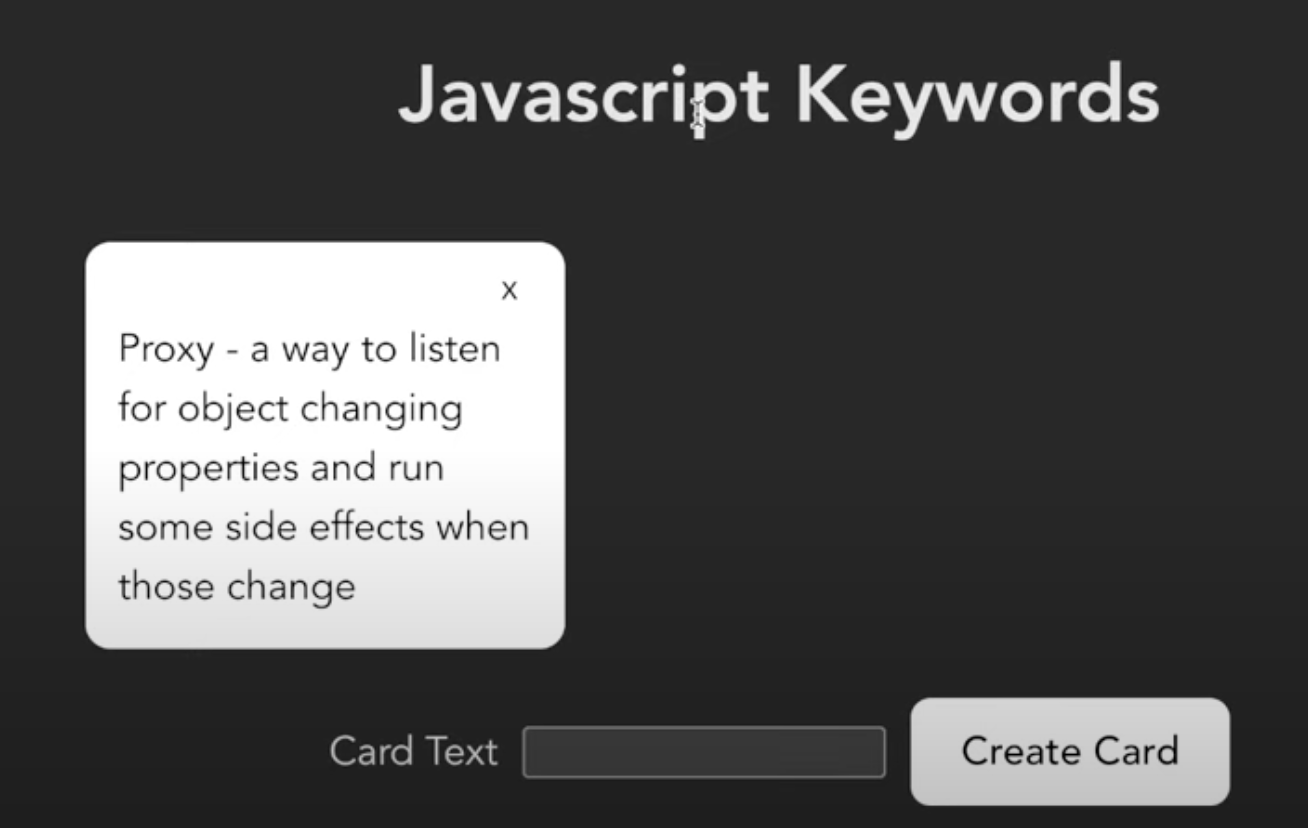 Javascript Keywords
x
Proxy - a way to listen
for object changing
properties and run
some side effects when
those change
Card Text
Create Card